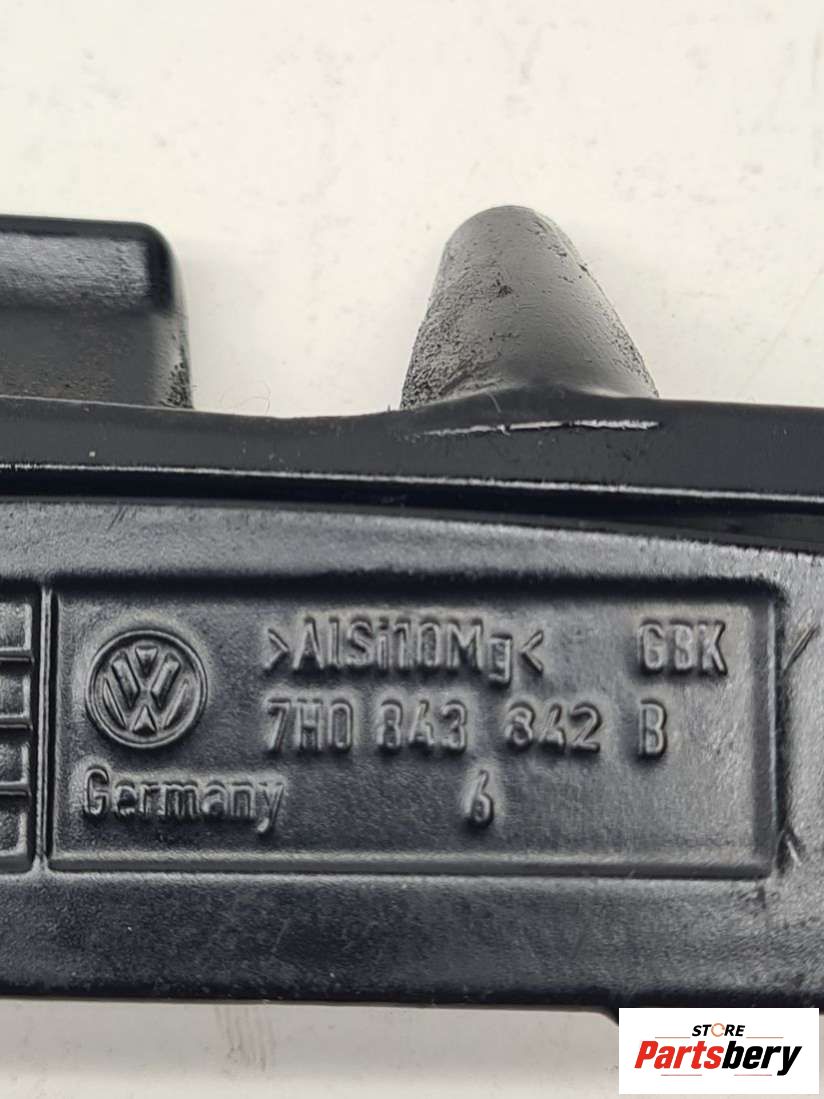 >AlSi10Mg< GBK
7H0 843 842 B
Germany 6
STORE
Partsbery